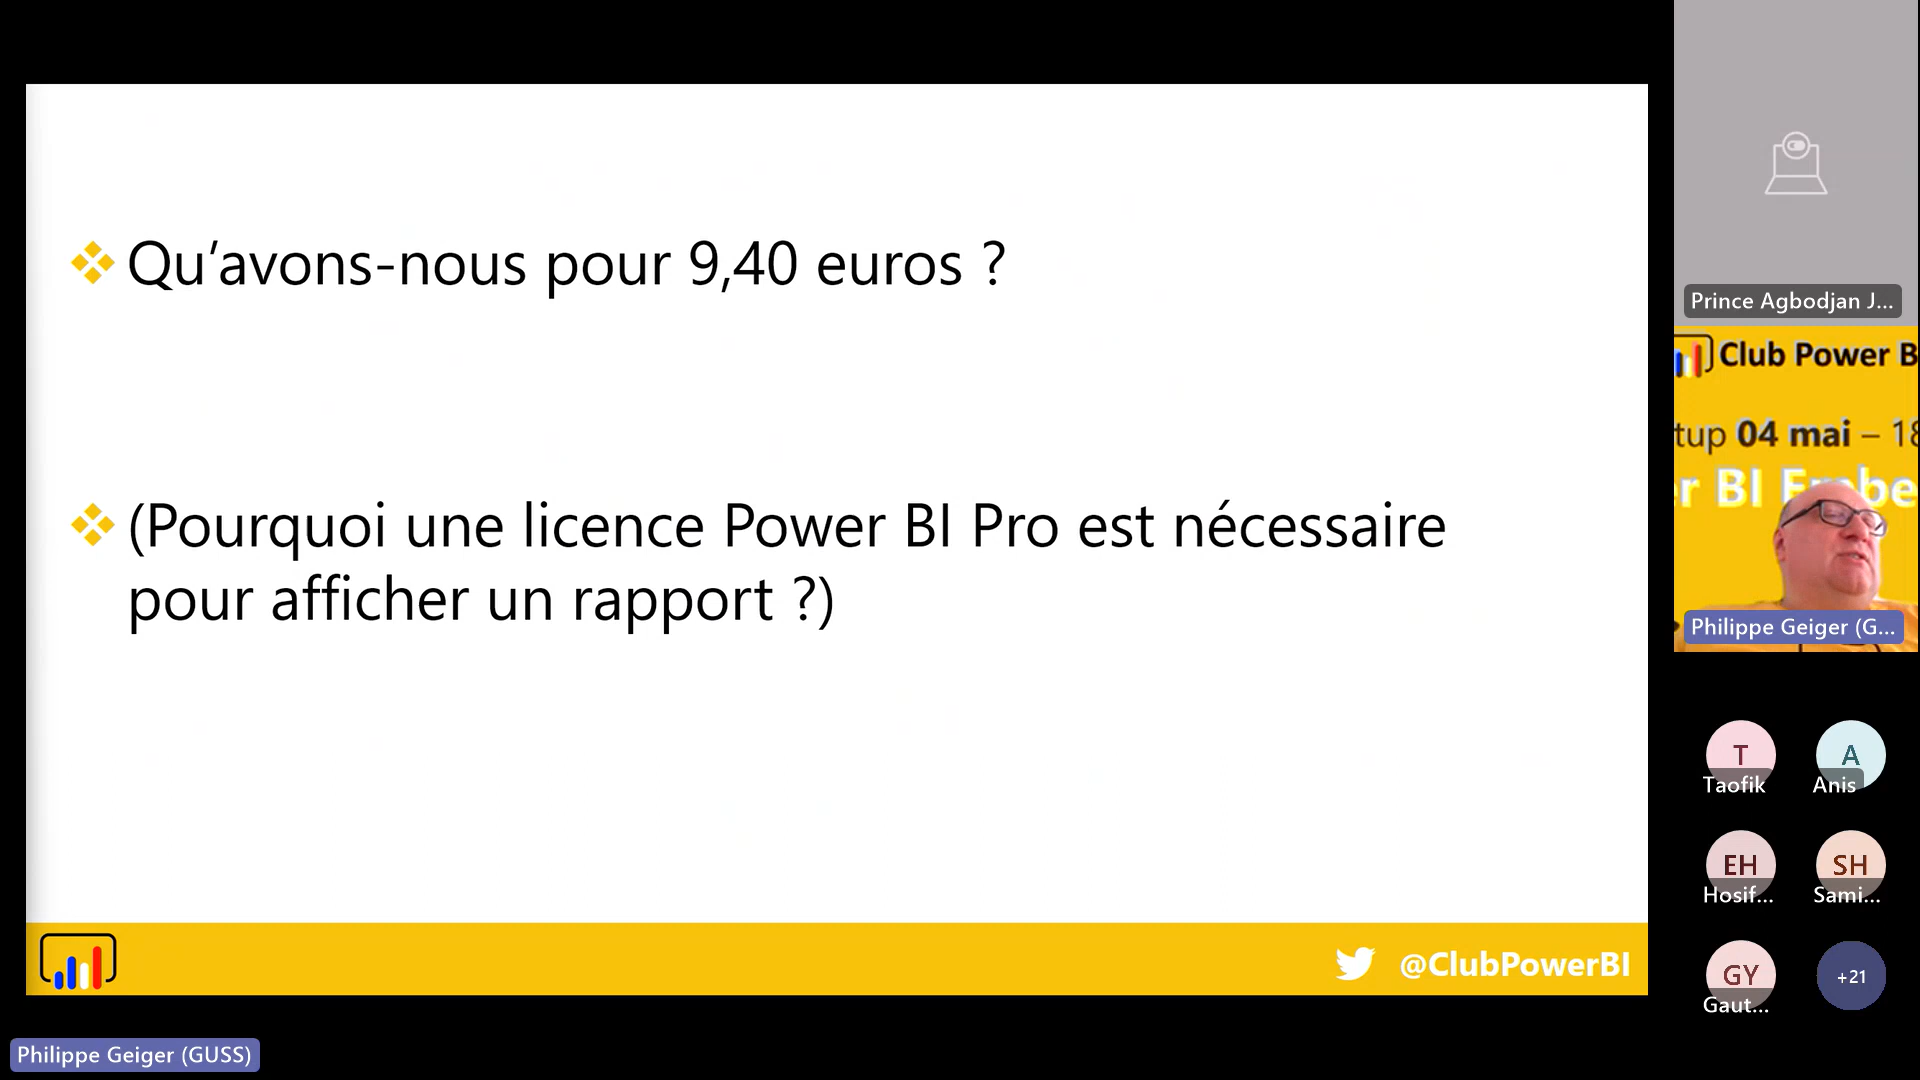 Qu’avons-nous pour 9,40 euros ?
(Pourquoi une licence Power BI Pro est nécessaire
pour afficher un rapport ?)
@ClubPowerBI
Philippe Geiger (GUSS)
Prince Agbodjan J...
Club Power B
tup 04 mai – 18
r BI Embe
Philippe Geiger (G...
T
Taofik
A
Anis
EH
Hosif...
SH
Sami...
GY
Gaut...
+21